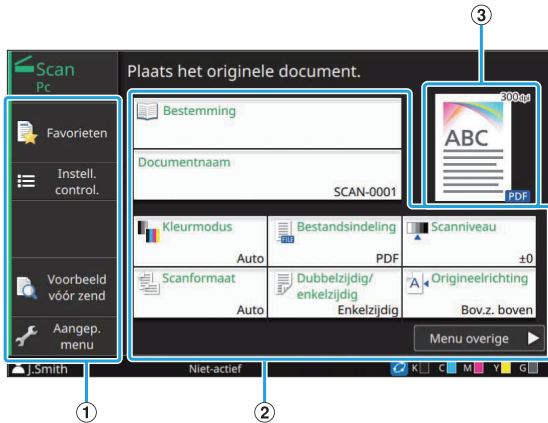 ③
Scan
Pc
Plaats het originele document.
Favorieten
Instell.
control.
Voorbeeld
vóór zend
Aangep.
menu
Bestemming
Documentnaam
SCAN-0001
300dpi
ABC
PDF
Kleurmodus
Auto
Bestandsindeling
FILE
PDF
Scanniveau
±0
Scanformaat
Auto
Dubbelzijdig/
enkelzijdig
Enkelzijdig
A
Origineelrichting
Bov.z. boven
Menu overige
J.Smith
Niet-actief
K C M Y G
① ②